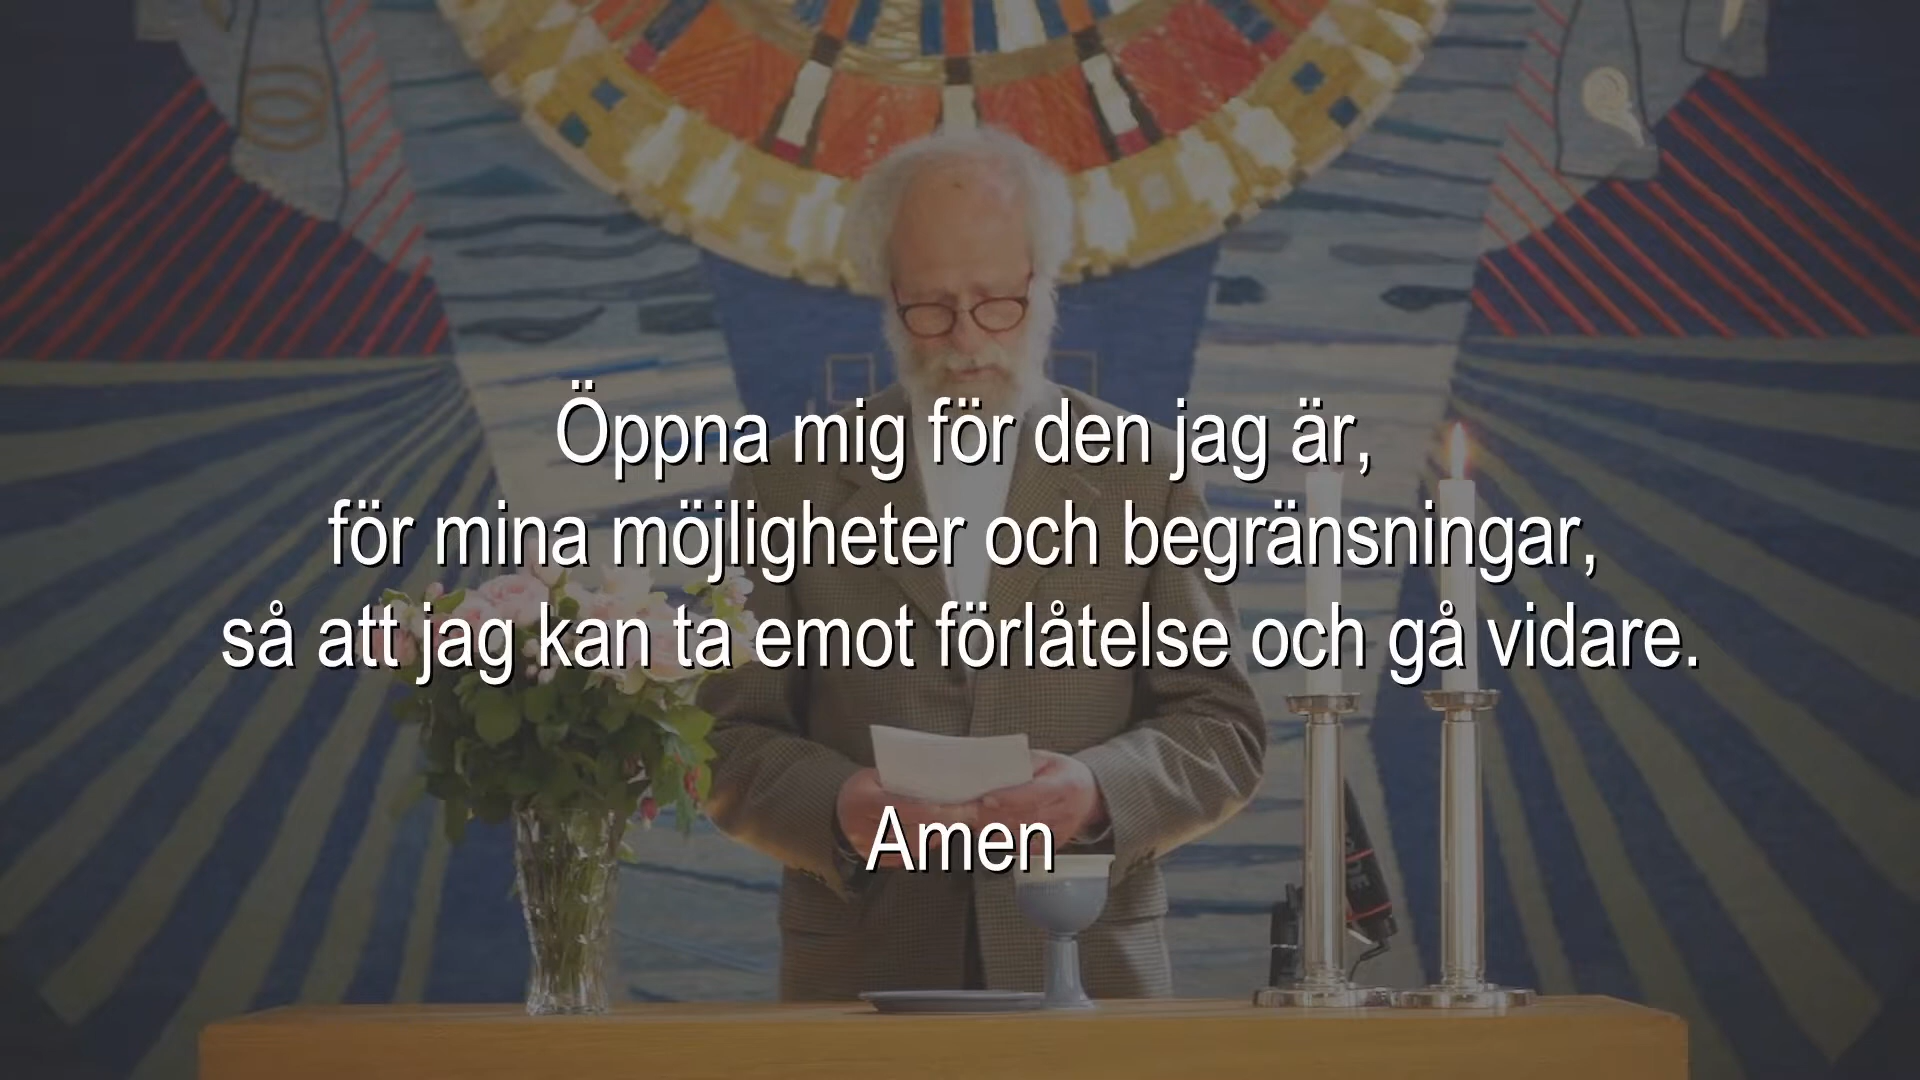 Öppna mig för den jag är,
för mina möjligheter och begränsningar,
så att jag kan ta emot förlåtelse och gå vidare.
Amen